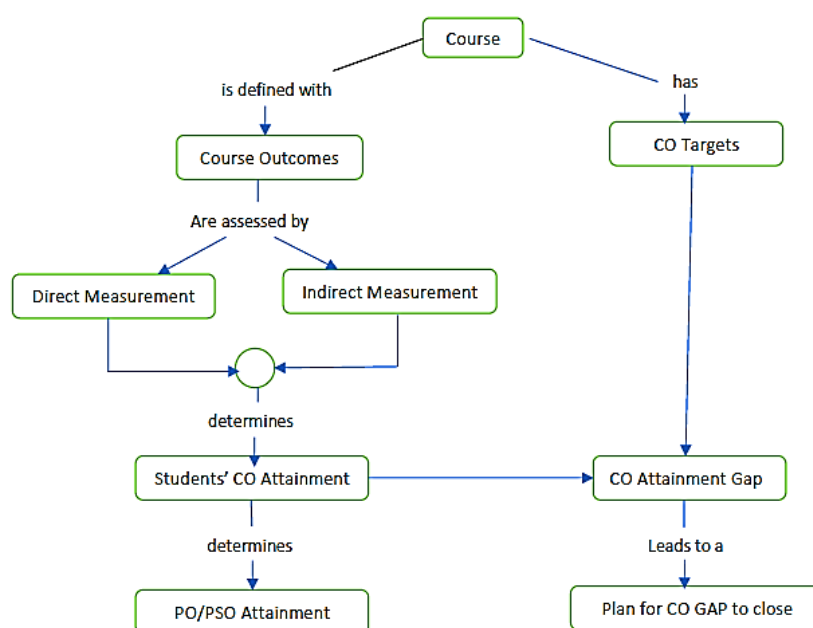 Course
is defined with
has
Course Outcomes
CO Targets
Are assessed by
Direct Measurement
Indirect Measurement
determines
Students' CO Attainment
CO Attainment Gap
determines
Leads to a
PO/PSO Attainment
Plan for CO GAP to close